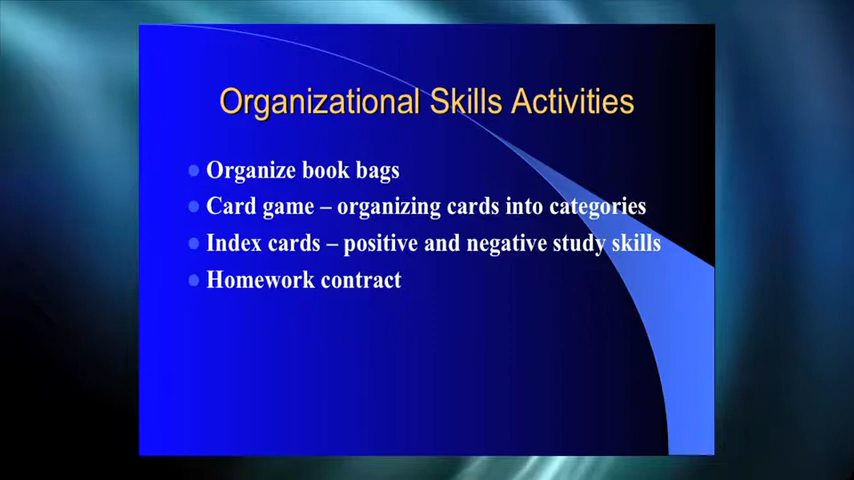 Organizational Skills Activities
Organize book bags
Card game – organizing cards into categories
Index cards – positive and negative study skills
Homework contract